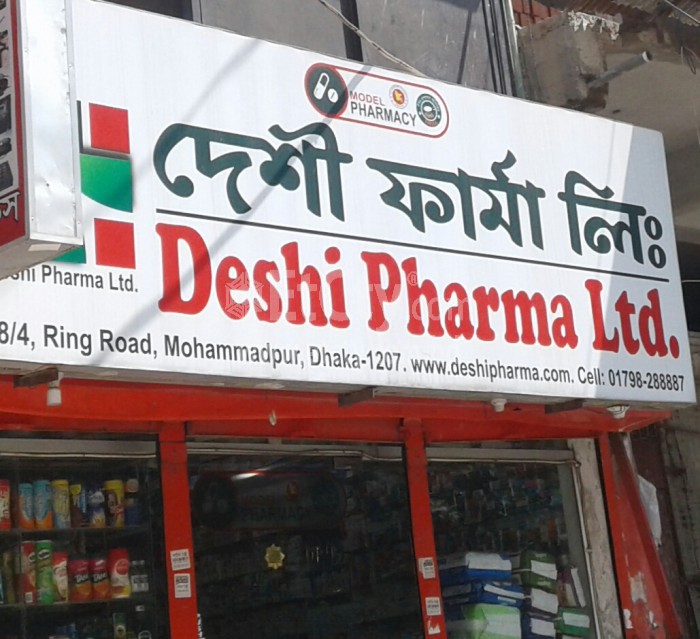 MODEL
PHARMACY
দেশী ফার্মা লিঃ
Deshi Pharma Ltd.
shi Pharma Ltd.
8/4, Ring Road, Mohammadpur, Dhaka-1207. www.deshipharma.com. Cell: 01798-288887